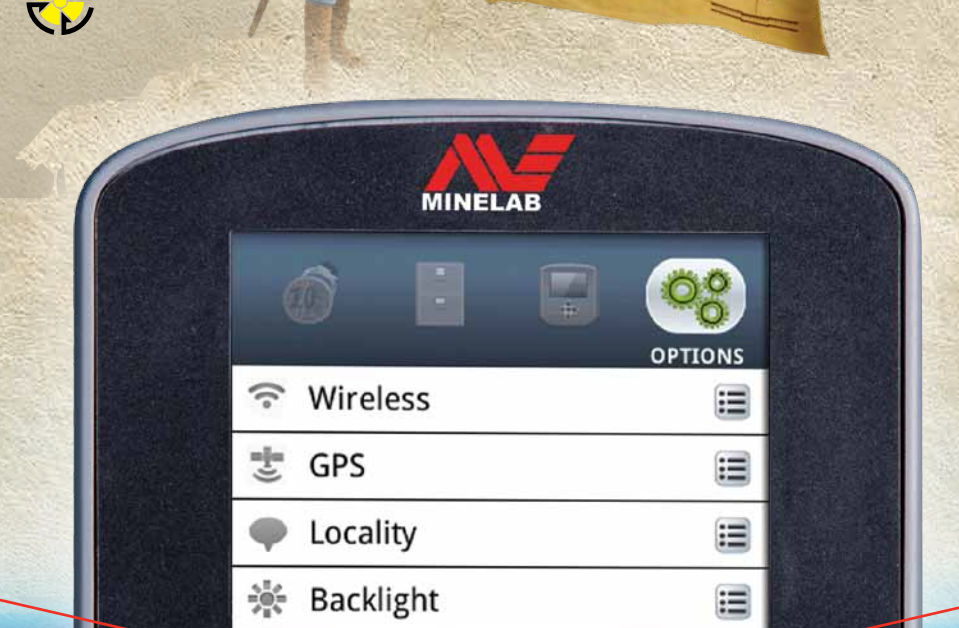 MINELAB
OPTIONS
Wireless
GPS
Locality
Backlight